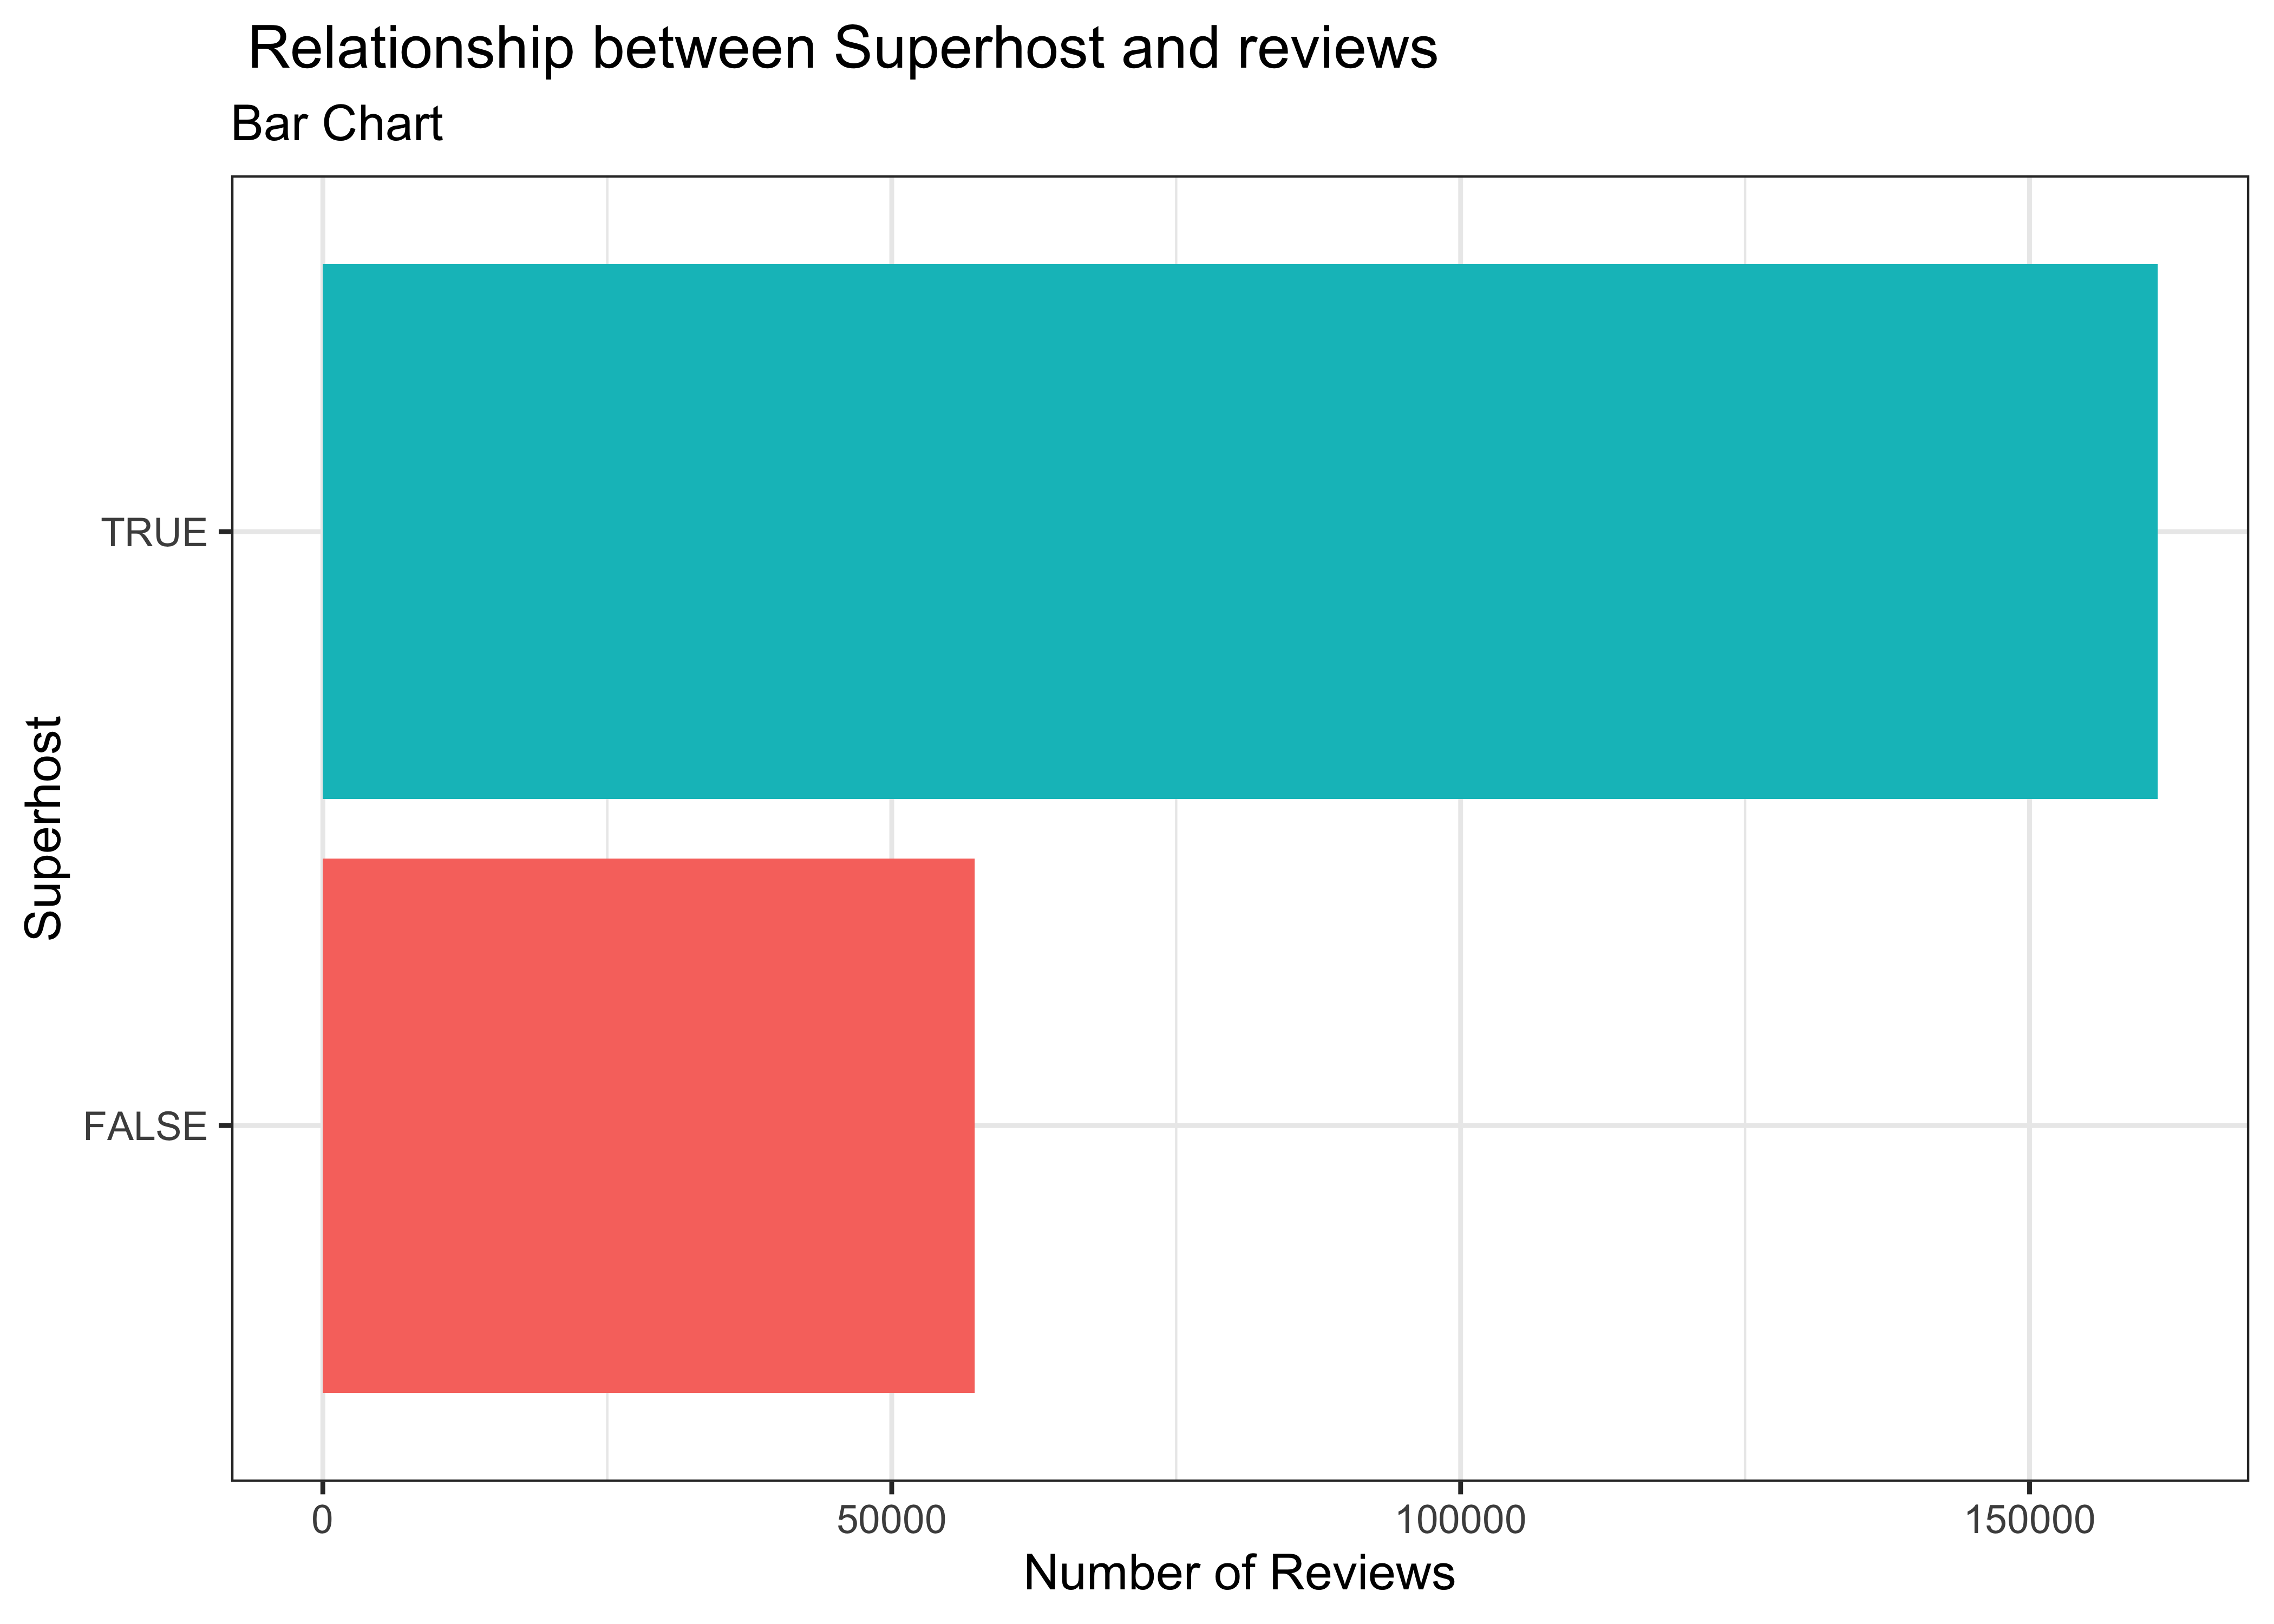 Relationship between Superhost and reviews
Bar Chart
Superhost
TRUE
FALSE
0 50000 100000 150000
Number of Reviews